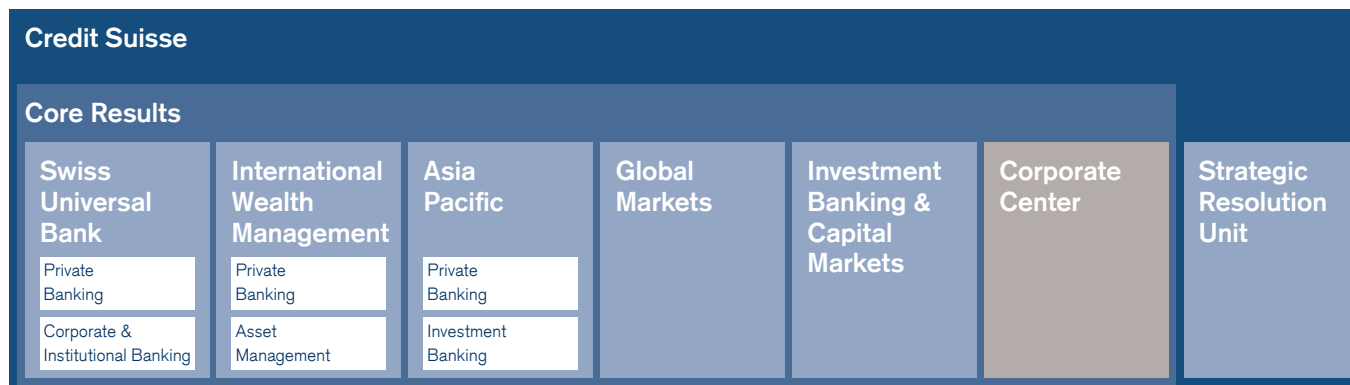 Credit Suisse
Core Results
Swiss
Universal
Bank
Private
Banking
Corporate &
Institutional Banking
International
Wealth
Management
Private
Banking
Asset
Management
Asia
Pacific
Private
Banking
Investment
Banking
Global
Markets
Investment
Banking &
Capital
Markets
Corporate
Center
Strategic
Resolution
Unit